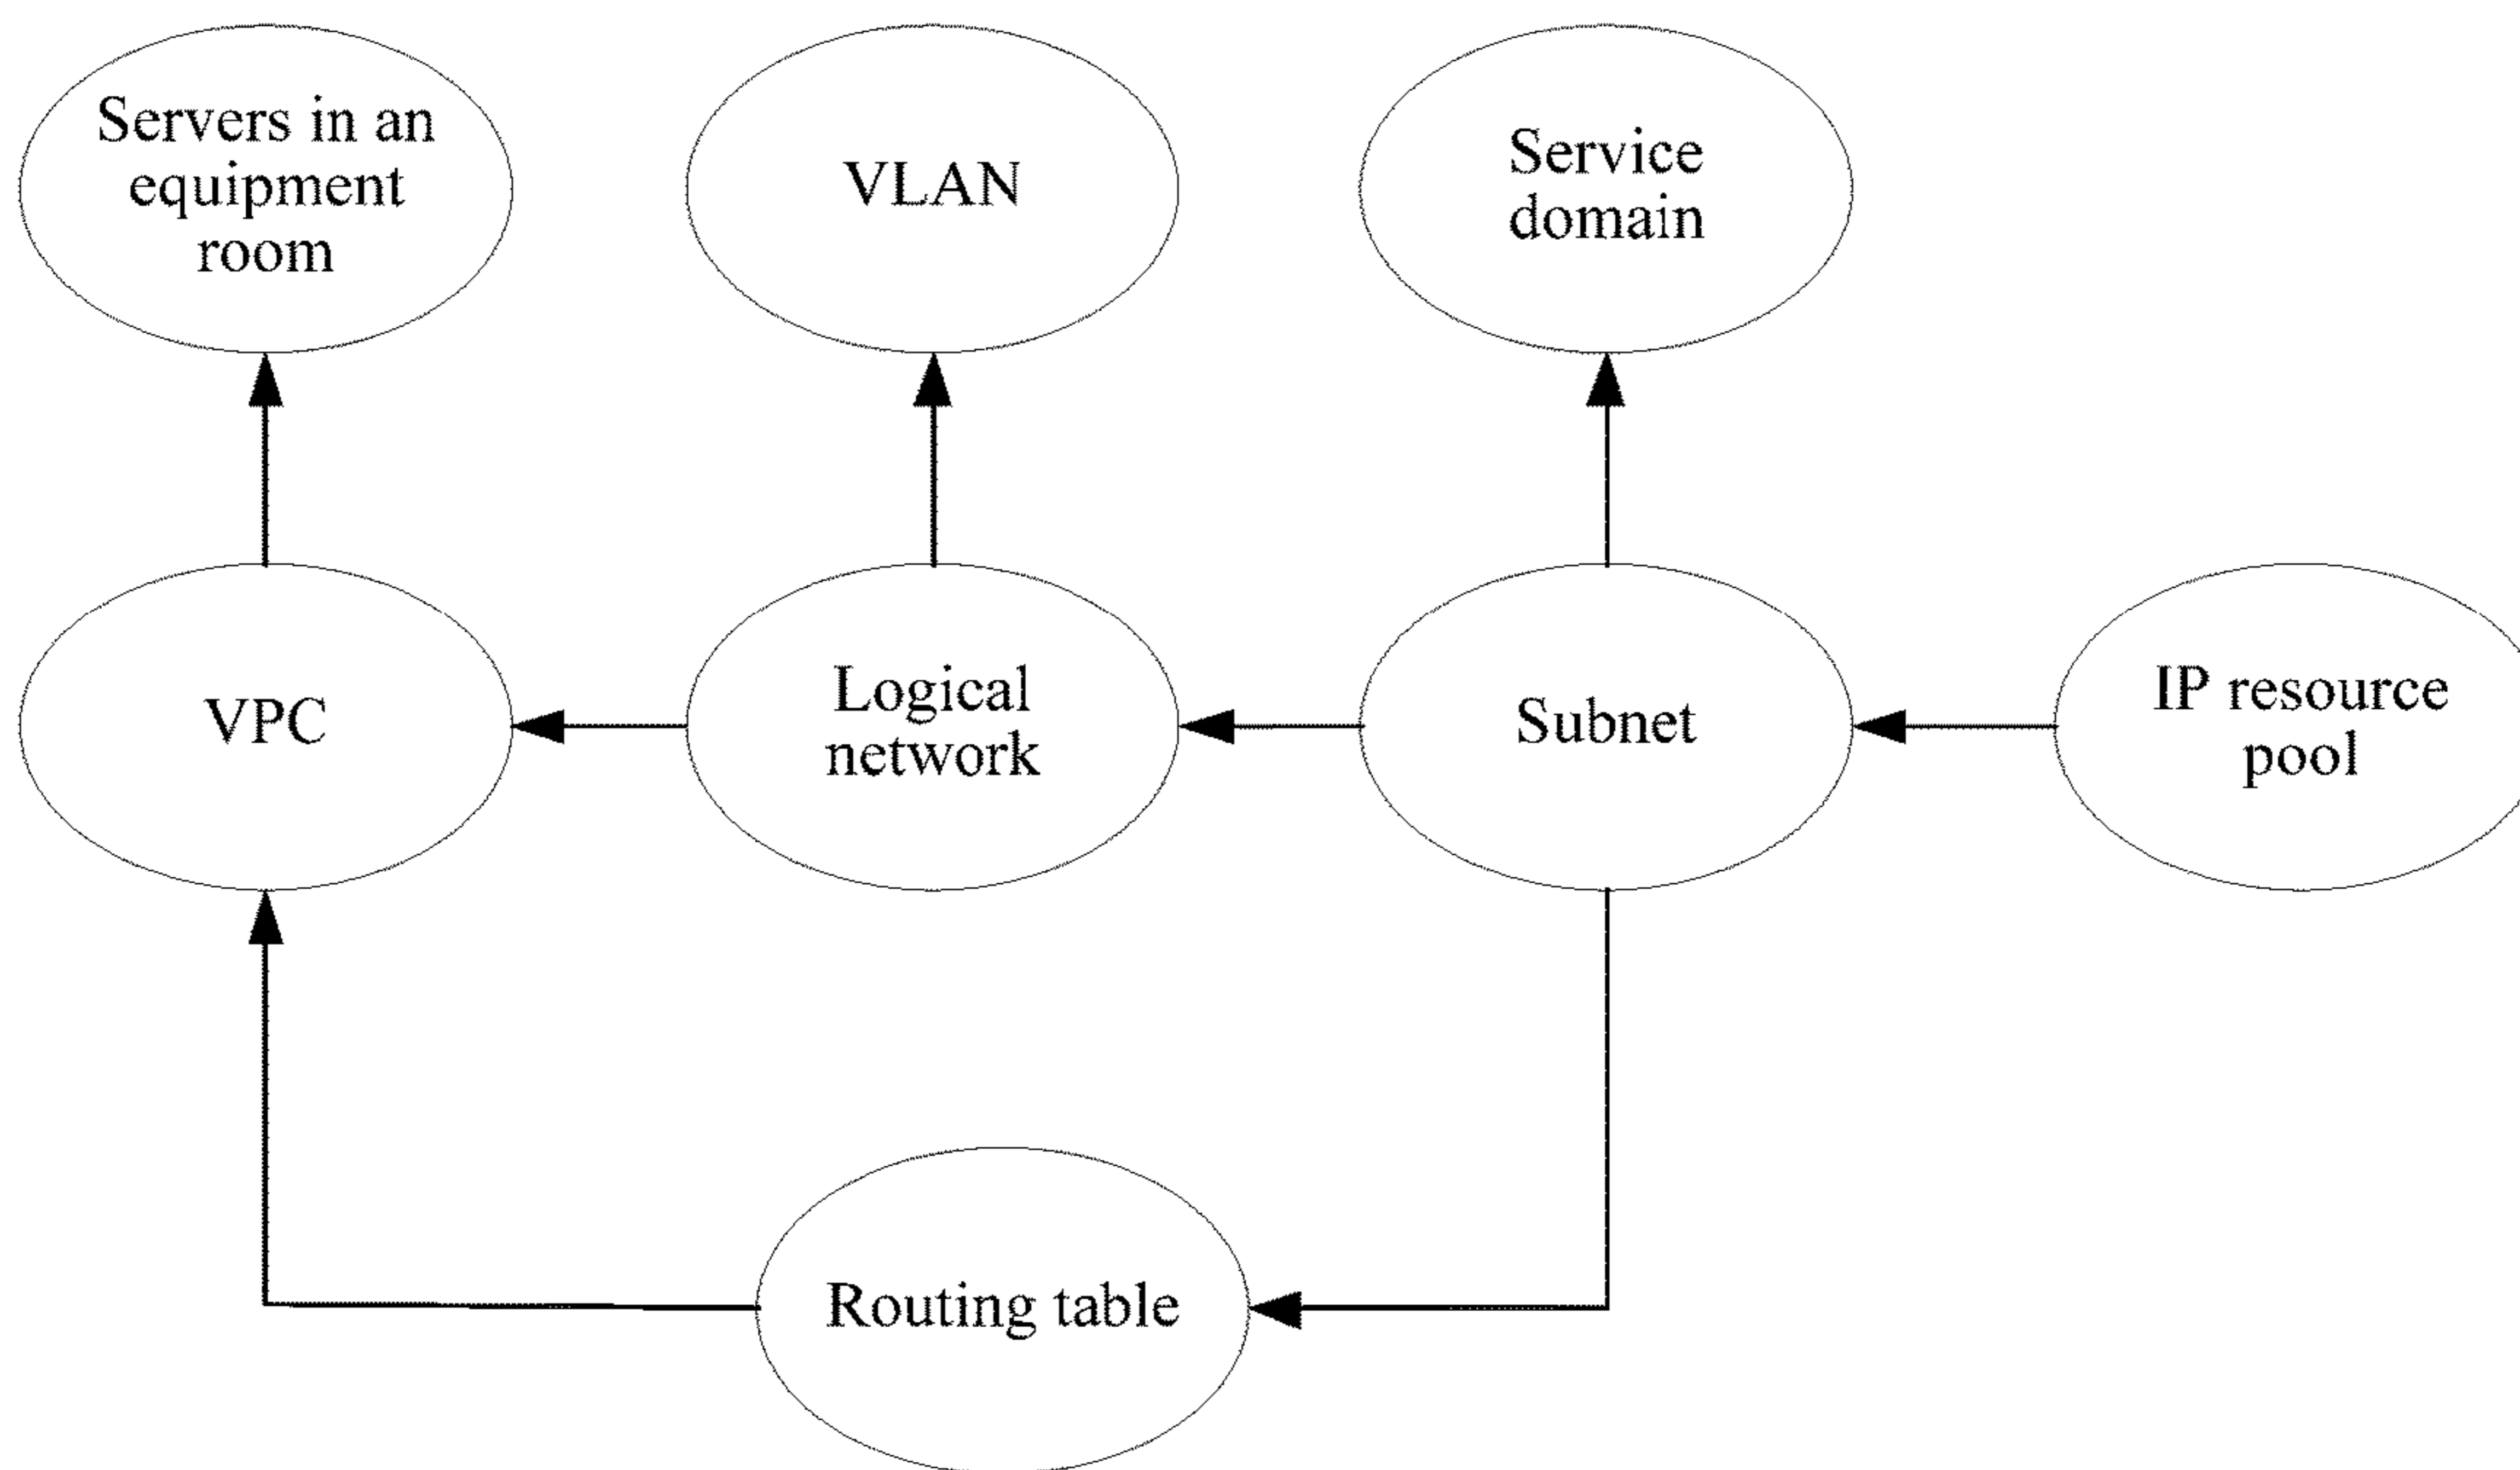 Servers in an
equipment
room
VLAN
Service
domain
VPC
Logical
network
Subnet
IP resource
pool
Routing table